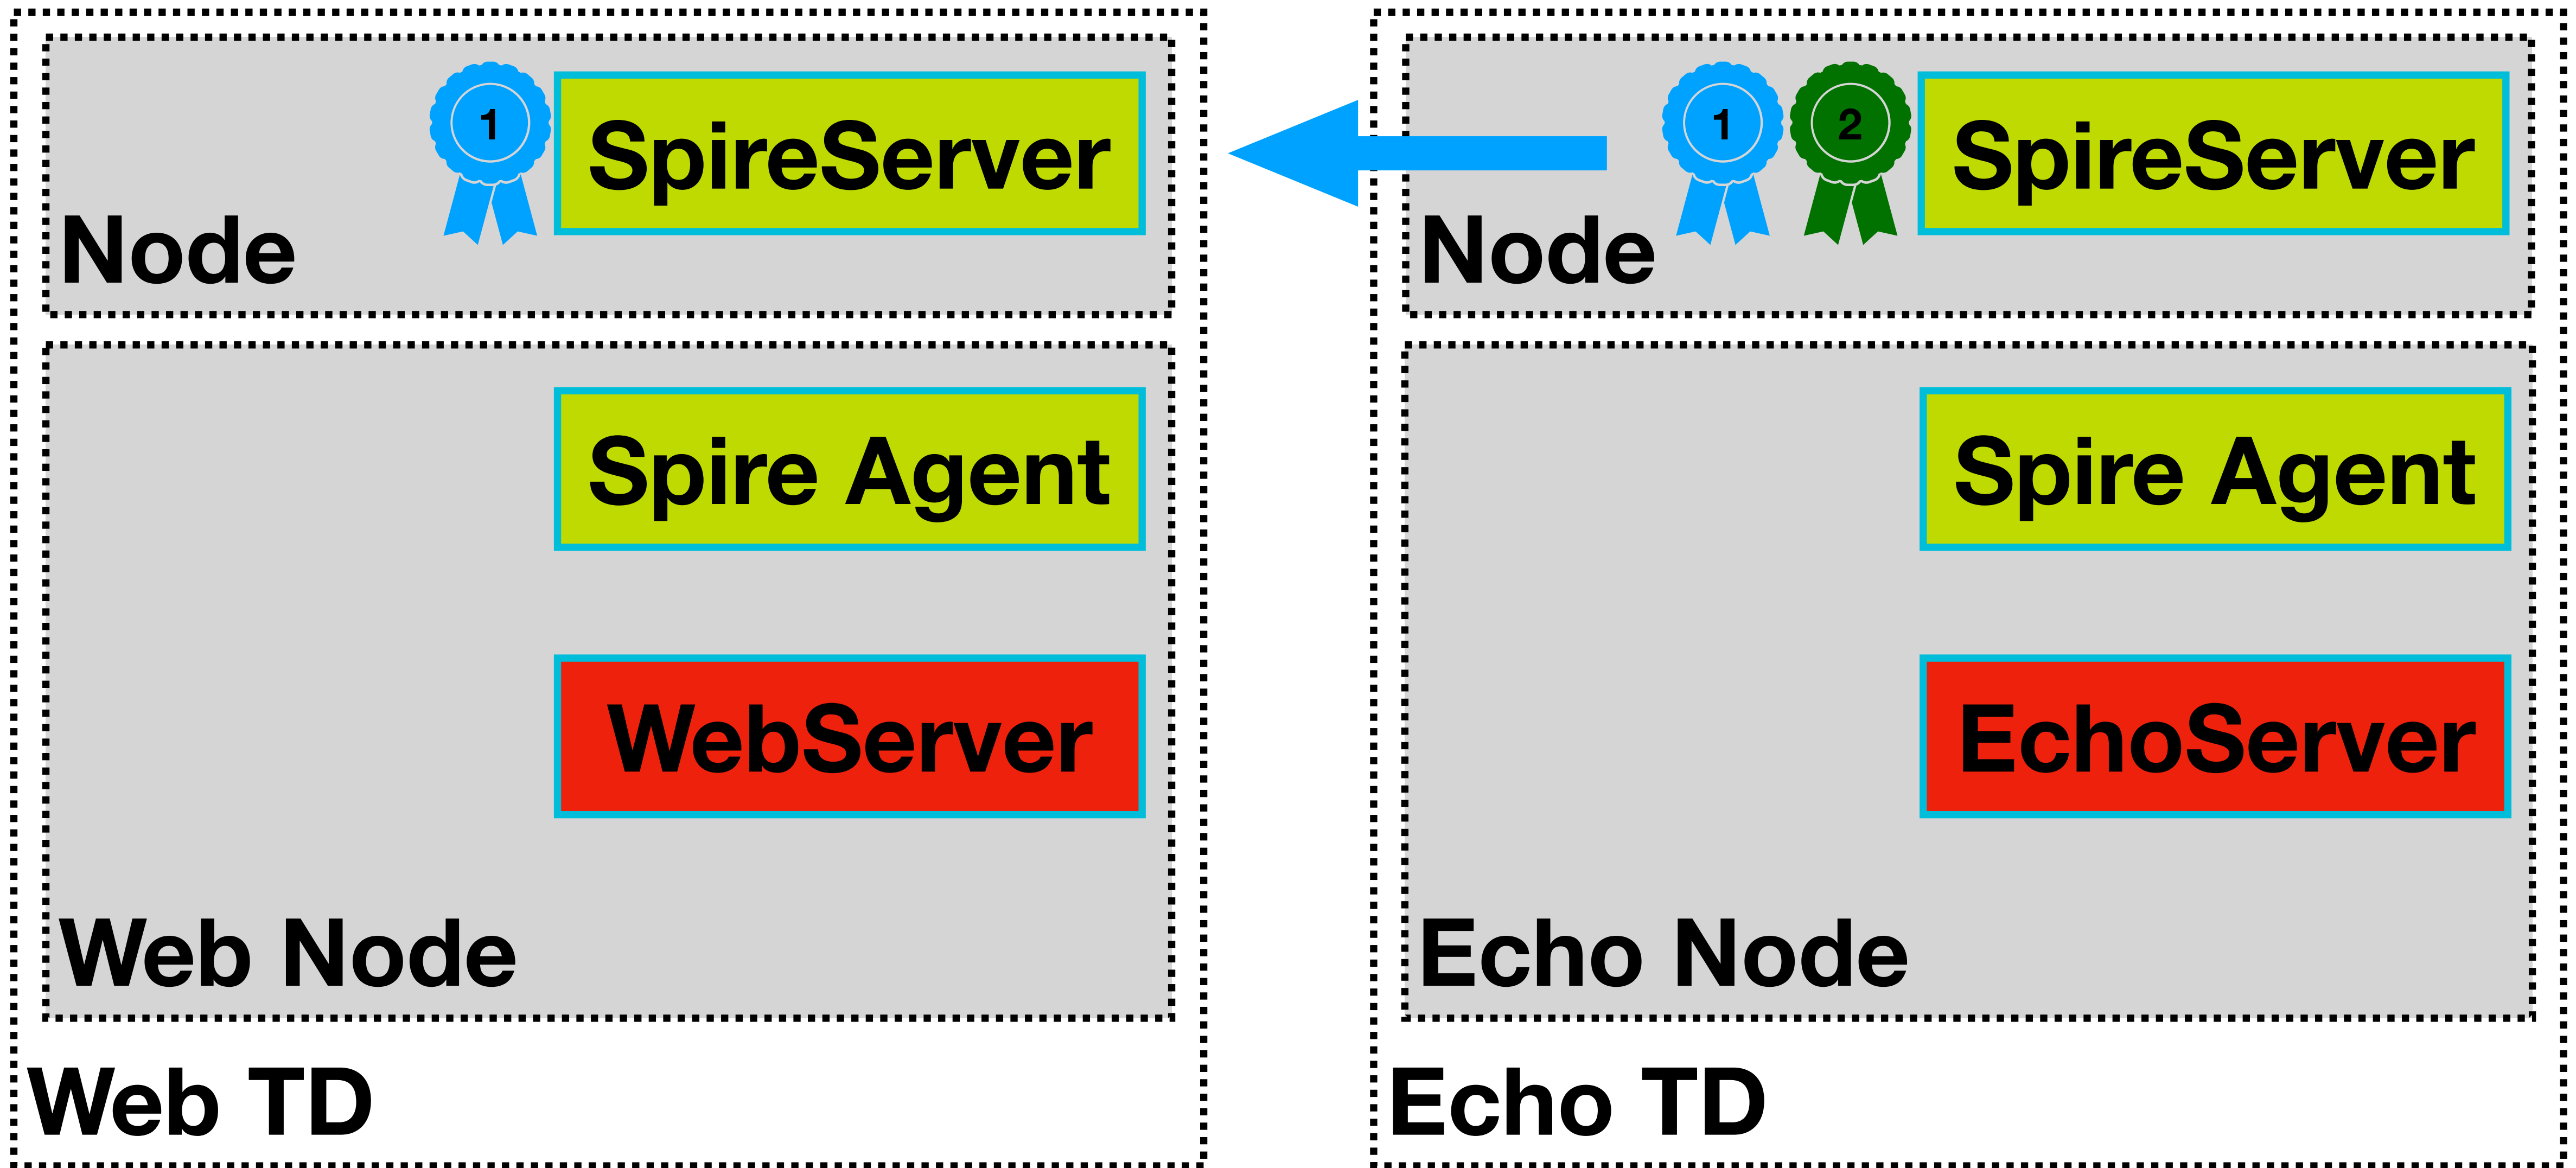 1
SpireServer
Node
Spire Agent
WebServer
Web Node
Web TD
1
2
SpireServer
Node
Spire Agent
EchoServer
Echo Node
Echo TD